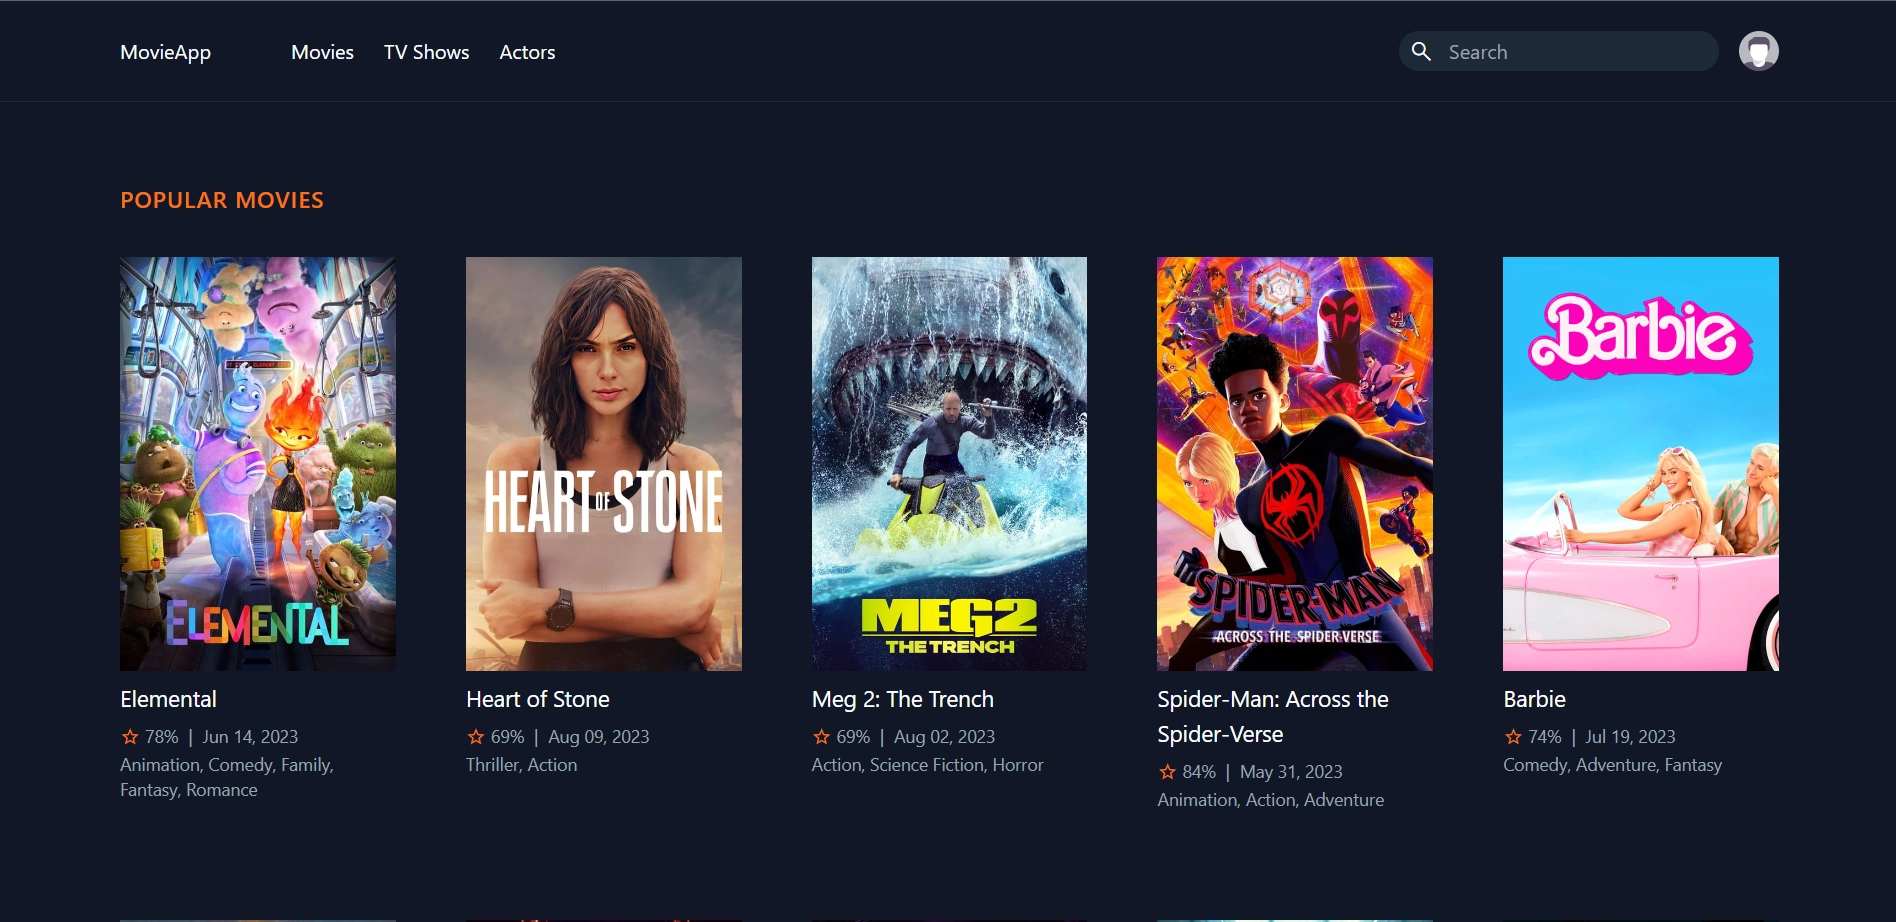 MovieApp
Movies
TV Shows
Actors
Search
POPULAR MOVIES
ELEMENTAL
HEART OF STONE
MEG2
THE TRENCH
SPIDER-MAN
ACROSS THE SPIDER-VERSE
Barbie
Elemental
78% | Jun 14, 2023
Animation, Comedy, Family,
Fantasy, Romance
Heart of Stone
69% | Aug 09, 2023
Thriller, Action
Meg 2: The Trench
69% | Aug 02, 2023
Action, Science Fiction, Horror
Spider-Man: Across the
Spider-Verse
84% | May 31, 2023
Animation, Action, Adventure
Barbie
74% | Jul 19, 2023
Comedy, Adventure, Fantasy